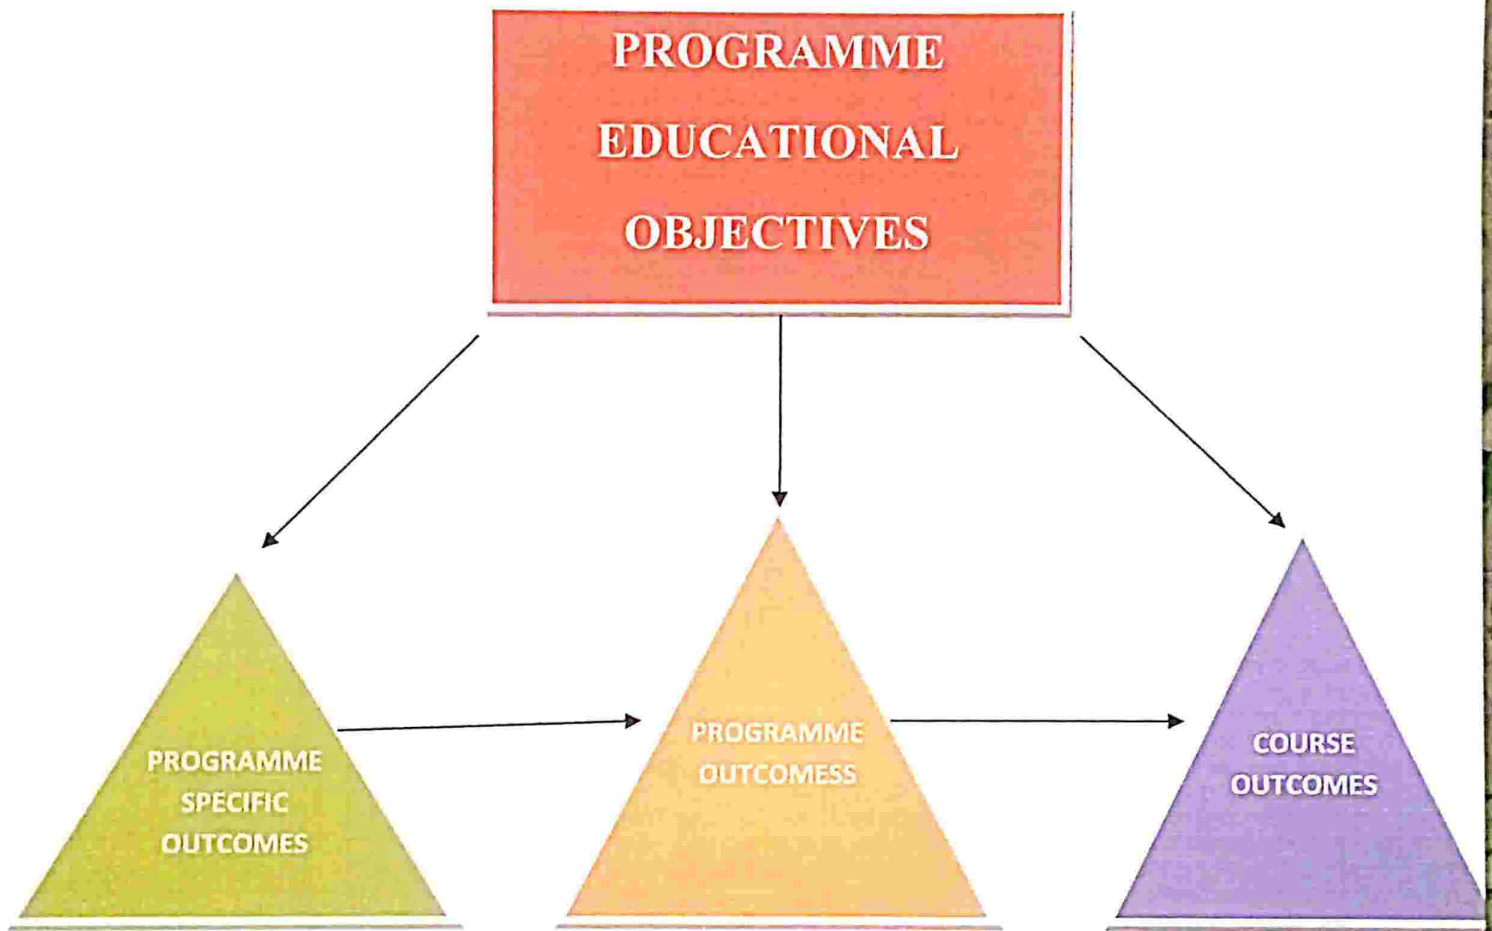 PROGRAMME
EDUCATIONAL
OBJECTIVES
PROGRAMME
SPECIFIC
OUTCOMES
PROGRAMME
OUTCOMESS
COURSE
OUTCOMES